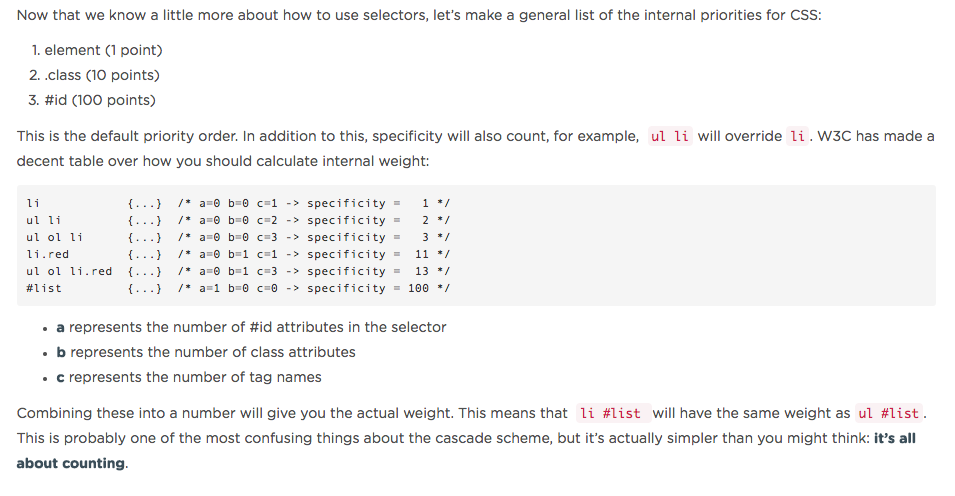 Now that we know a little more about how to use selectors, let’s make a general list of the internal priorities for CSS:
1. element (1 point)
2. .class (10 points)
3. #id (100 points)
This is the default priority order. In addition to this, specificity will also count, for example, ul li will override li. W3C has made a
decent table over how you should calculate internal weight:
li {...} /* a=0 b=0 c=1 -> specificity = 1 */
ul li {...} /* a=0 b=0 c=2 -> specificity = 2 */
ul ol li {...} /* a=0 b=0 c=3 -> specificity = 3 */
li.red {...} /* a=0 b=1 c=1 -> specificity = 11 */
ul ol li.red {...} /* a=0 b=1 c=3 -> specificity = 13 */
#list {...} /* a=1 b=0 c=0 -> specificity = 100 */
• a represents the number of #id attributes in the selector
• b represents the number of class attributes
• c represents the number of tag names
Combining these into a number will give you the actual weight. This means that li #list will have the same weight as ul #list.
This is probably one of the most confusing things about the cascade scheme, but it’s actually simpler than you might think: it’s all
about counting.